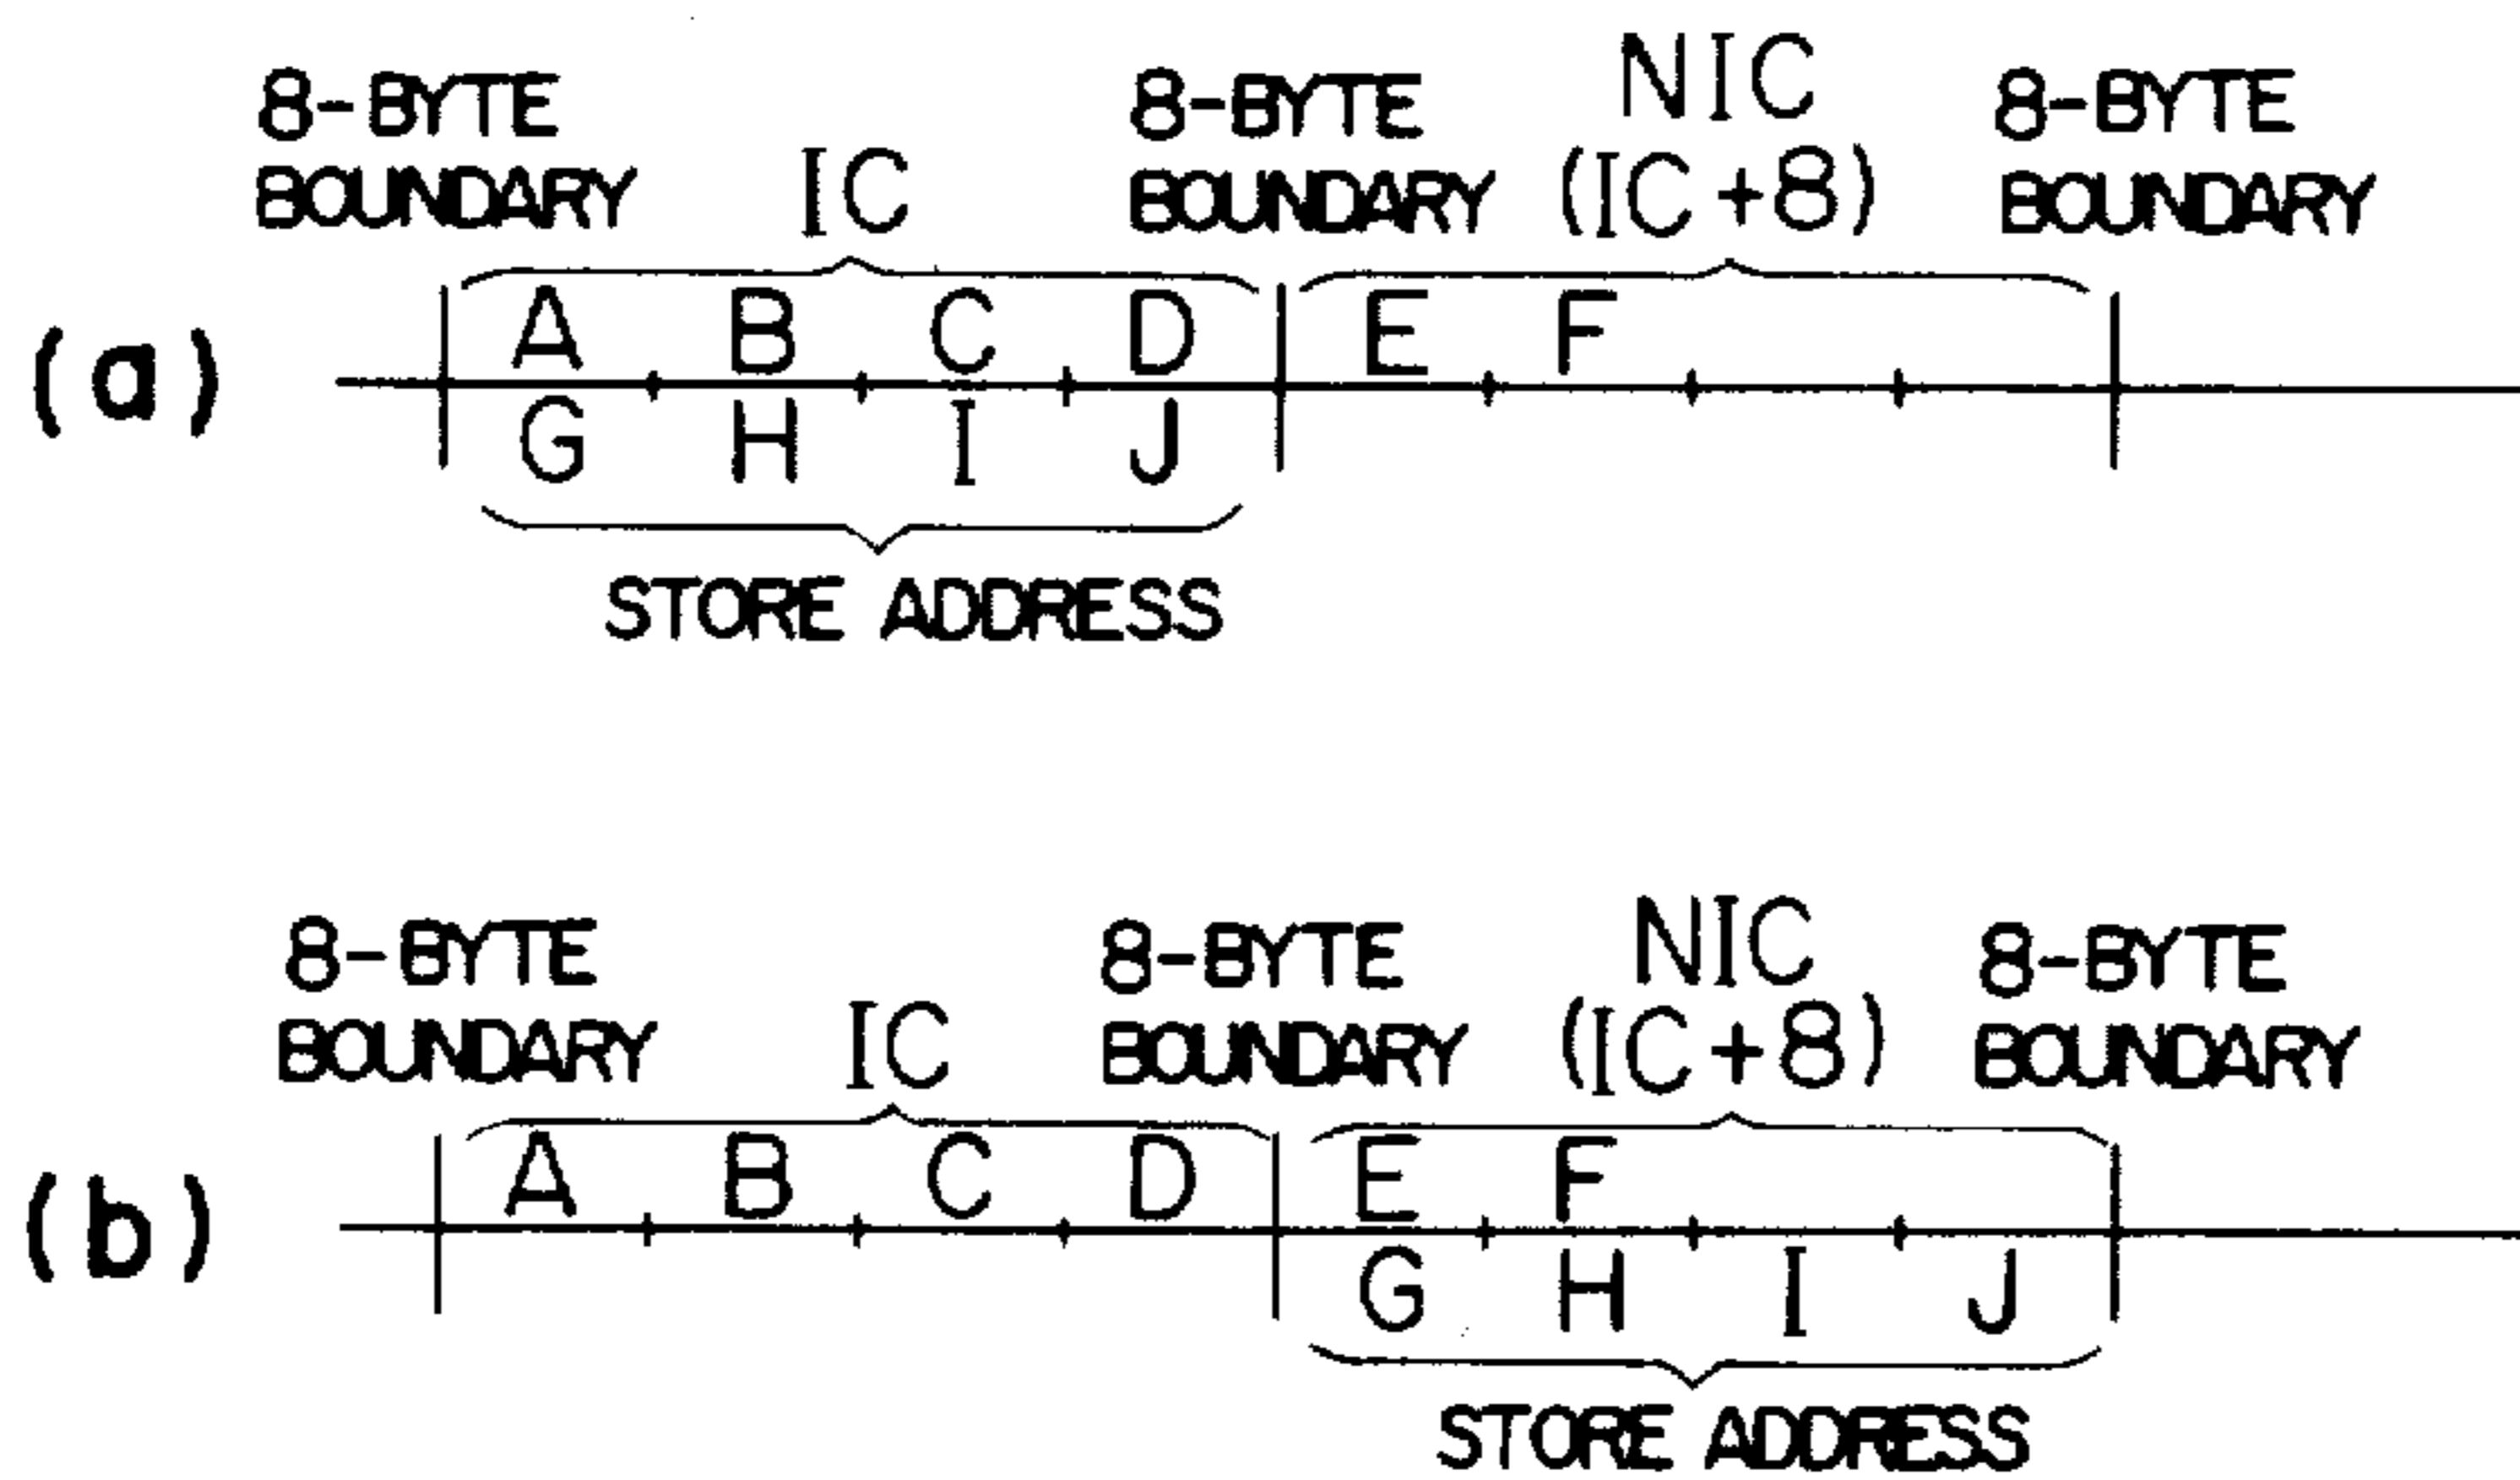 NIC
8-BYTE 8-BYTE 8-BYTE
BOUNDARY IC BOUNDARY (IC+8) BOUNDARY
(a) A B C D E F
G H I J
STORE ADDRESS
NIC
8-BYTE 8-BYTE 8-BYTE
BOUNDARY IC BOUNDARY (IC+8) BOUNDARY
(b) A B C D E F
G H I J
STORE ADDRESS